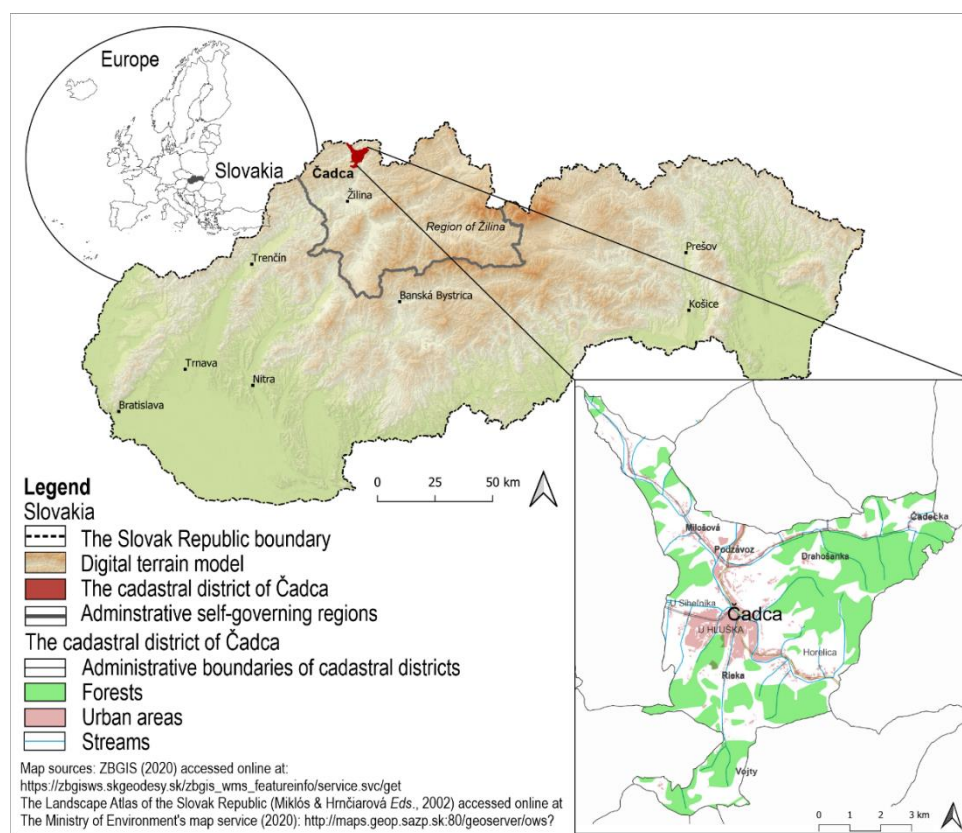 Europe
Slovakia
Čadca
Žilina
Region of Žilina
Trenčín
Prešov
Banská Bystrica
Košice
Trnava
Nitra
Bratislava
0 25 50 km
Legend
Slovakia
The Slovak Republic boundary
Digital terrain model
The cadastral district of Čadca
Adminstrative self-governing regions
The cadastral district of Čadca
Administrative boundaries of cadastral districts
Forests
Urban areas
Streams
Map sources: ZBGIS (2020) accessed online at:
https://zbgisws.skgeodesy.sk/zbgis_wms_featureinfo/service.svc/get
The Landscape Atlas of the Slovak Republic (Miklós & Hrnčiarová Eds., 2002) accessed online at
The Ministry of Environment's map service (2020): http://maps.geop.sazp.sk:80/geoserver/ows?
Čadečka
Milošová
Podzávoz
Drahošanka
U Sihelníka
Čadca
U HLUŠKA
Horelica
Rieka
Vojty
0 1 2 3 km